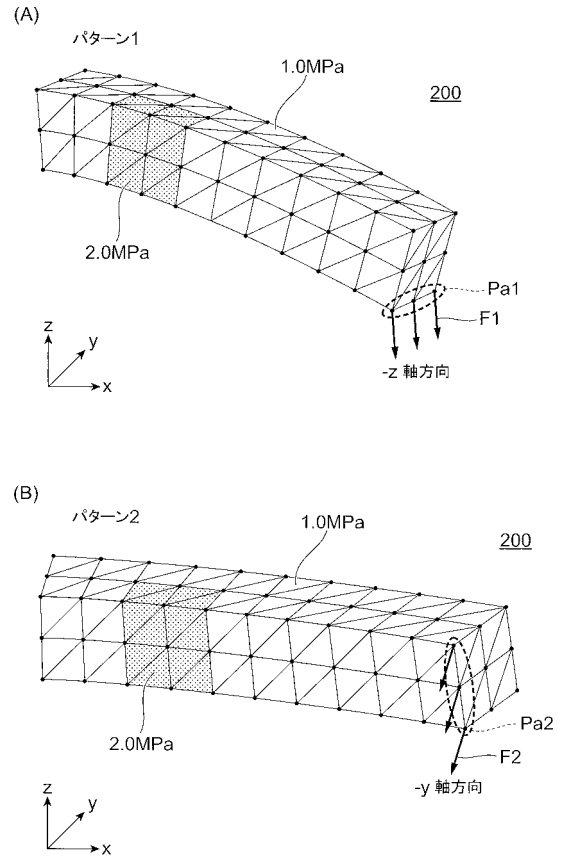 (A)
パターン1
1.0MPa
200
2.0MPa
Pa1
F1
-z 軸方向
z
y
x
(B)
パターン2
1.0MPa
200
2.0MPa
Pa2
F2
-y 軸方向
z
y
x